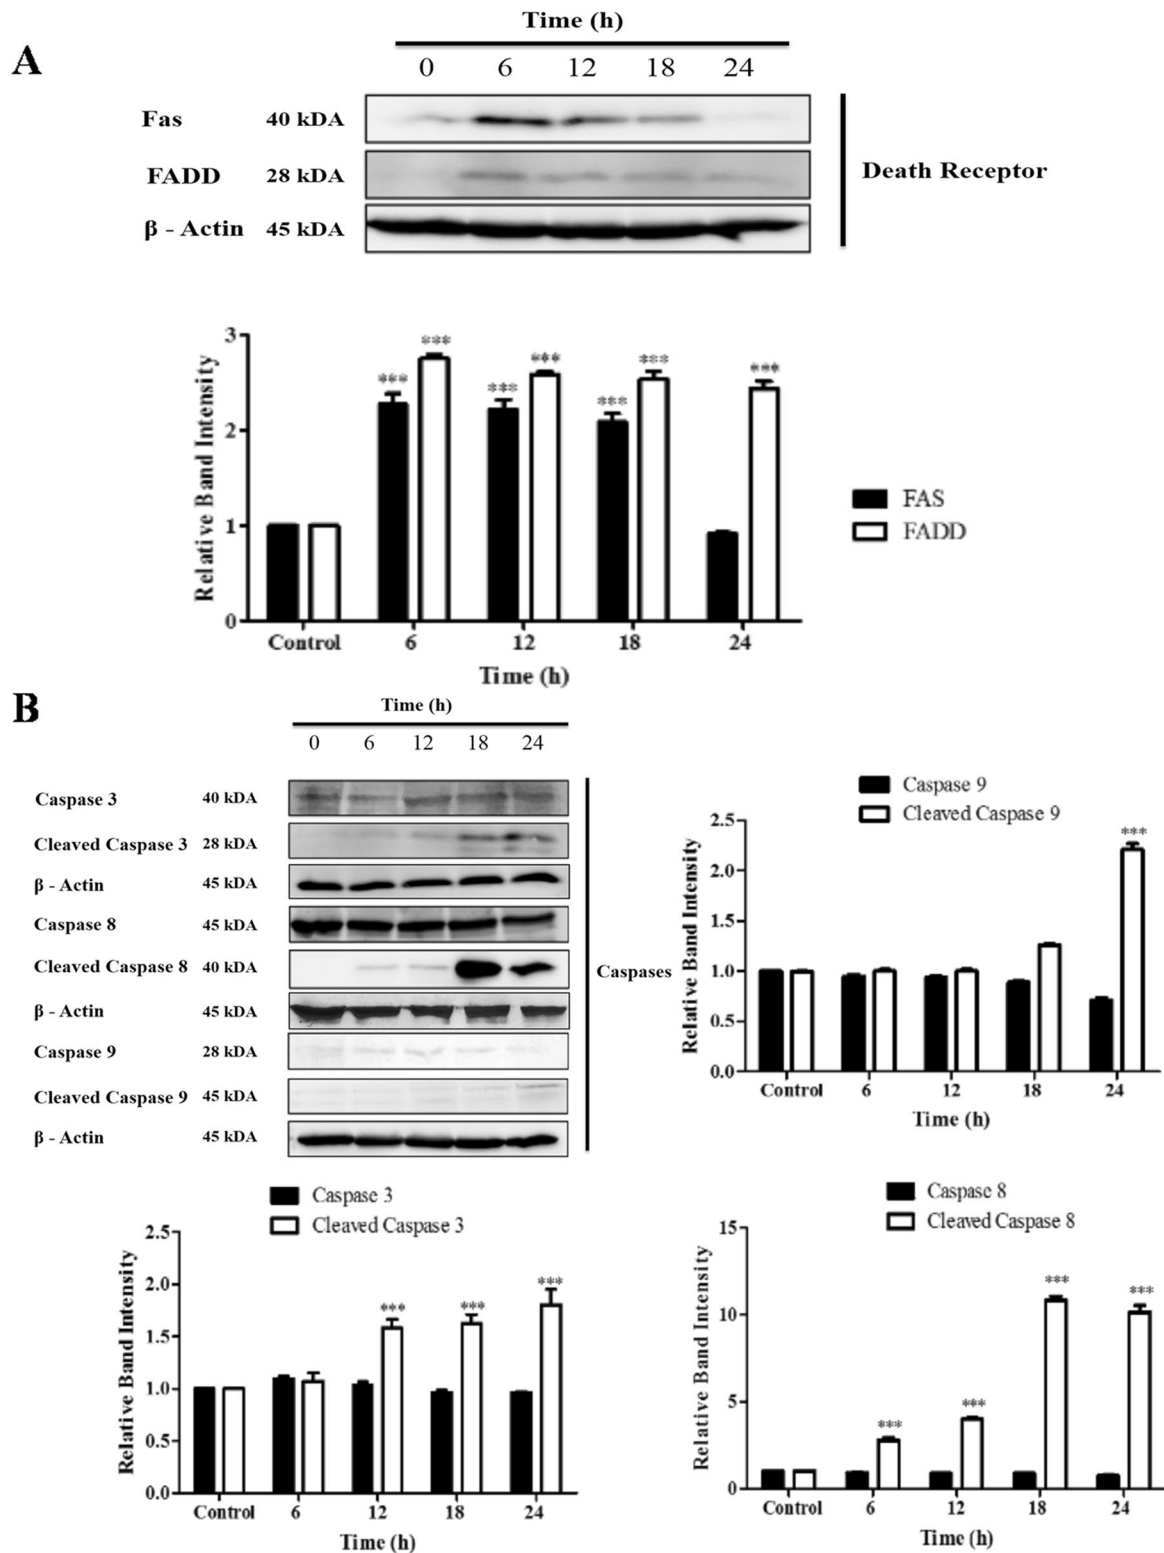 A
Time (h)
0 6 12 18 24
Fas 40 kDA
FADD 28 kDA
β - Actin 45 kDA
Death Receptor
3
2
1
0
Relative Band Intensity
*** *** *** *** *** *** ***
Control 6 12 18 24
Time (h)
FAS
FADD
B
Time (h)
0 6 12 18 24
Caspase 3 40 kDA
Cleaved Caspase 3 28 kDA
β - Actin 45 kDA
Caspase 8 45 kDA
Cleaved Caspase 8 40 kDA
β - Actin 45 kDA
Caspase 9 28 kDA
Cleaved Caspase 9 45 kDA
β - Actin 45 kDA
Caspases
Caspase 9
Cleaved Caspase 9
2.5
2.0
1.5
1.0
0.5
0.0
Relative Band Intensity
***
Control 6 12 18 24
Time (h)
Caspase 3
Cleaved Caspase 3
2.5
2.0
1.5
1.0
0.5
0.0
Relative Band Intensity
*** *** ***
Control 6 12 18 24
Time (h)
Caspase 8
Cleaved Caspase 8
15
10
5
0
Relative Band Intensity
*** *** *** ***
Control 6 12 18 24
Time (h)